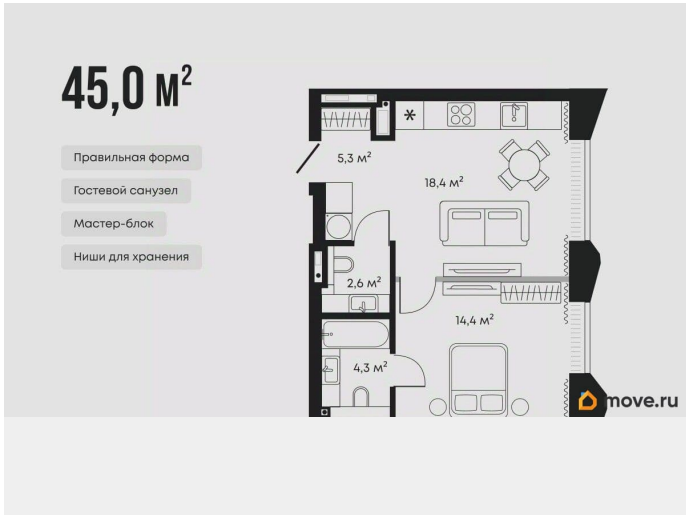 45,0 м²
Правильная форма
Гостевой санузел
Мастер-блок
Ниши для хранения
5,3 м²
18,4 м²
2,6 м²
14,4 м²
4,3 м²
move.ru